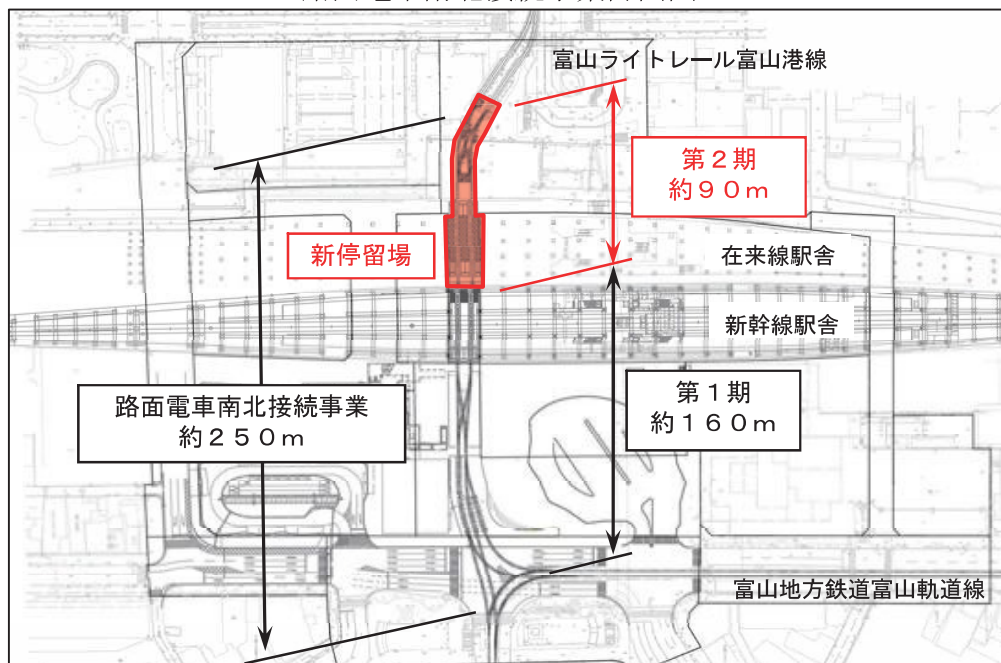 富山ライトレール富山港線
第２期
約９０ｍ
新停留場
在来線駅舎
新幹線駅舎
路面電車南北接続事業
約２５０ｍ
第１期
約１６０ｍ
富山地方鉄道富山軌道線